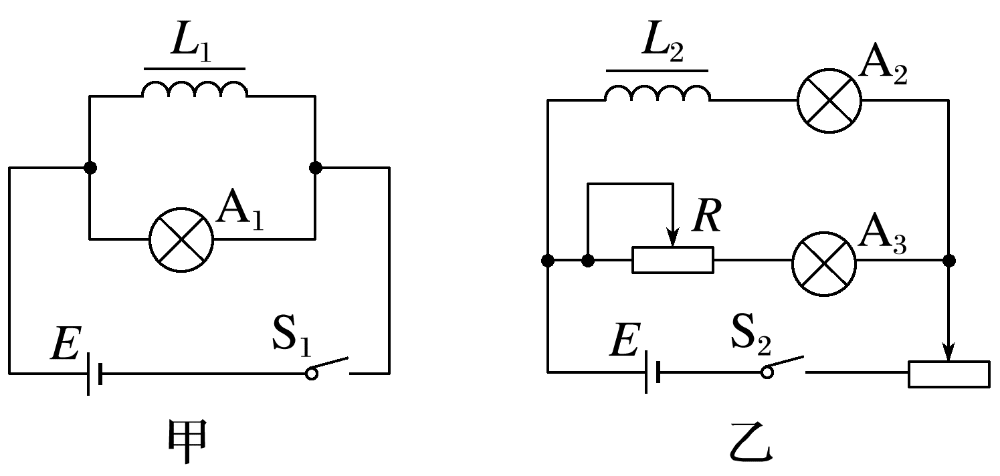 L₁
A₁
E
S₁
甲
L₂
A₂
R
A₃
E
S₂
乙